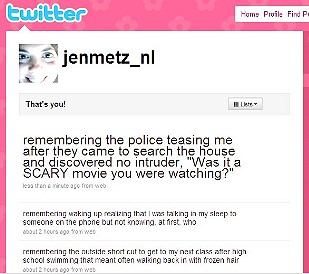 twitter
Home Profile Find Pe
jenmetz_nl
That's you!
Lists
remembering the police teasing me
after they came to search the house
and discovered no intruder, "Was it a
SCARY movie you were watching?"
less than a minute ago from web
remembering waking up realizing that I was talking in my sleep to
someone on the phone but not knowing, at first, who
about 2 hours ago from web
remembering the outside short cut to get to my next class after high
school swimming that meant often walking back in with frozen hair
about 2 hours ago from web